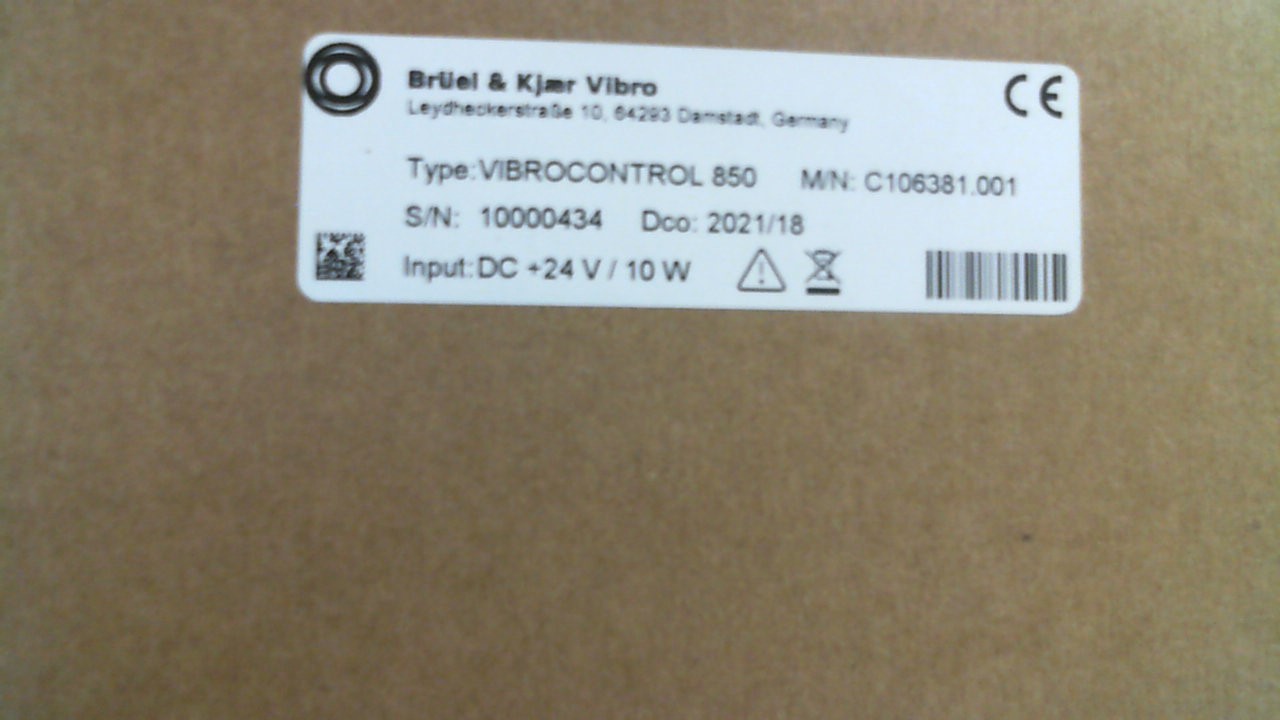 Brüel & Kjær Vibro
Leydheckerstraße 10, 64293 Darmstadt, Germany
Type: VIBROCONTROL 850 M/N: C106381.001
S/N: 10000434 Dco: 2021/18
Input: DC +24 V / 10 W
CE